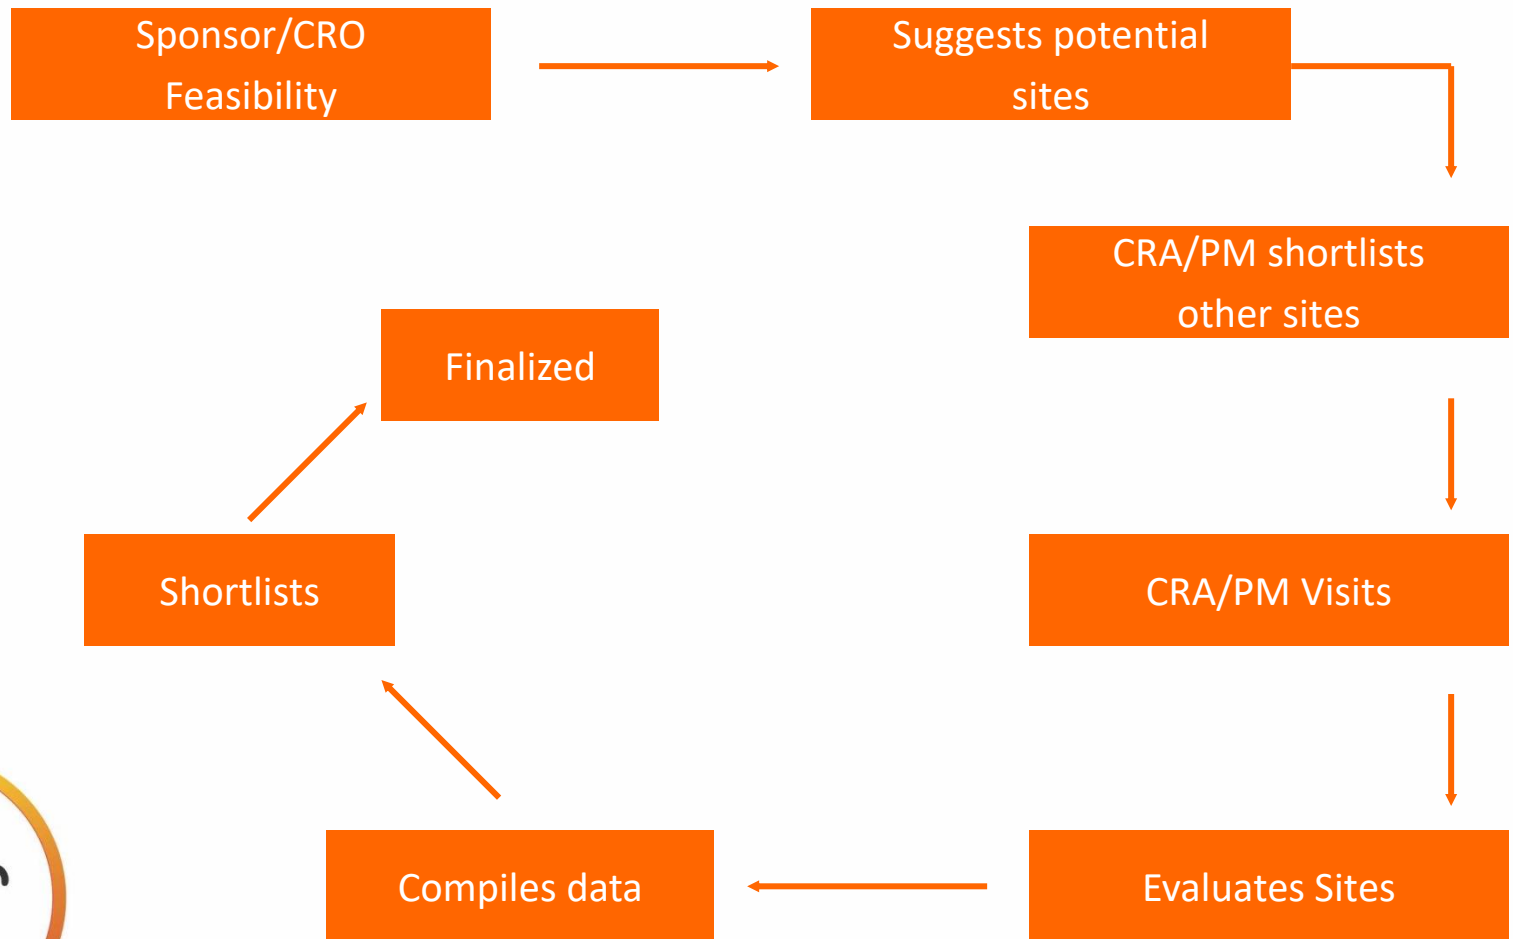 Sponsor/CRO
Feasibility
Suggests potential
sites
CRA/PM shortlists
other sites
CRA/PM Visits
Evaluates Sites
Compiles data
Shortlists
Finalized